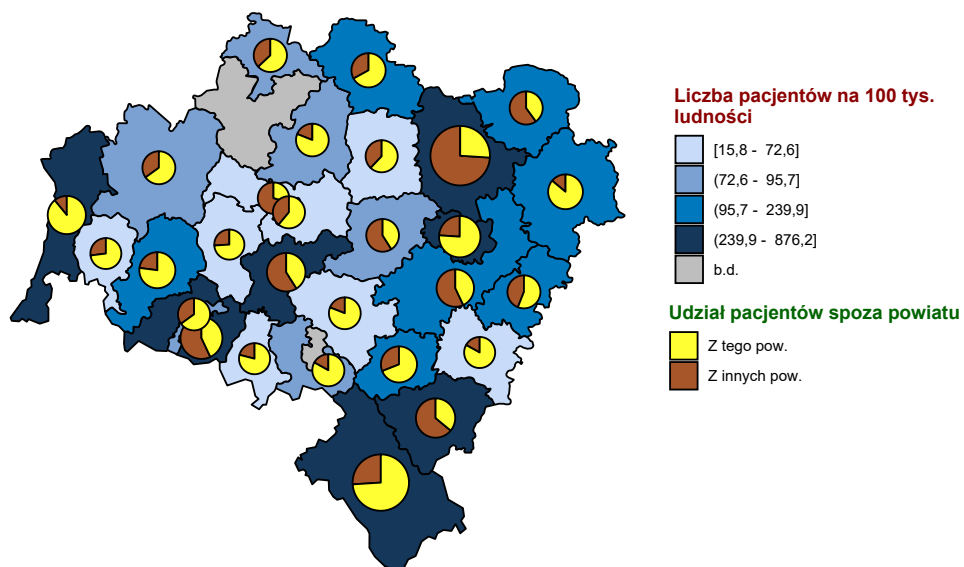 Liczba pacjentów na 100 tys.
ludności
[15,8 - 72,6]
(72,6 - 95,7]
(95,7 - 239,9]
(239,9 - 876,2]
b.d.
Udział pacjentów spoza powiatu
Z tego pow.
Z innych pow.